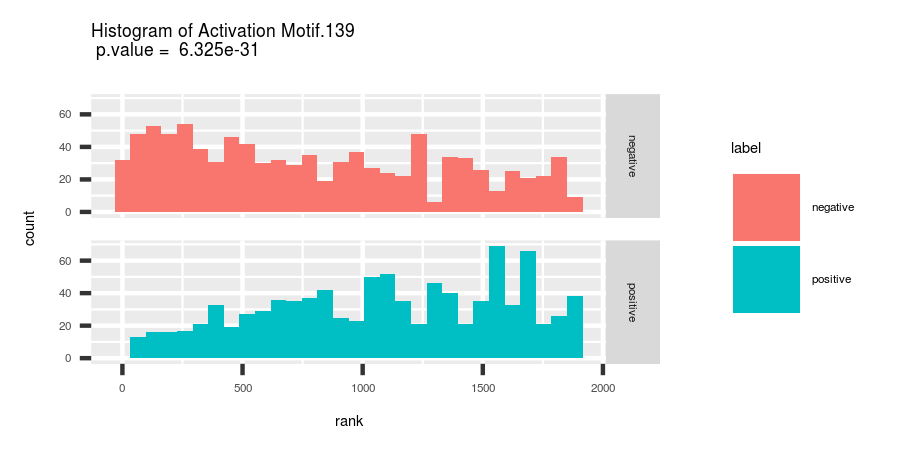 Histogram of Activation Motif.139
p.value = 6.325e-31
count
60
40
20
0
negative
60
40
20
0
positive
0 500 1000 1500 2000
rank
label
negative
positive